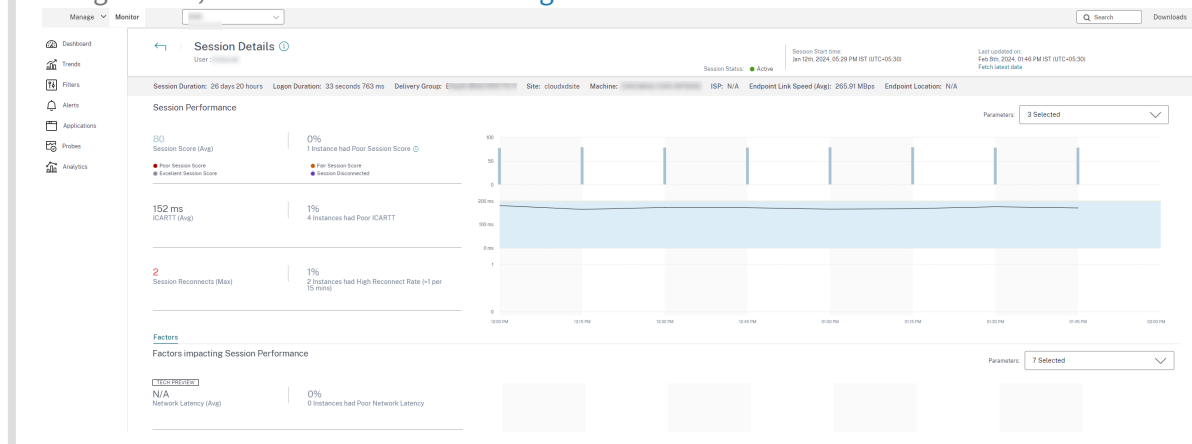 Manage Monitor Search Downloads
Dashboard
Trends
Filters
Alerts
Applications
Probes
Analytics
Session Details
User :
Session Status: Active
Session Start time:
Jan 12th, 2024, 05:29 PM IST (UTC+05:30)
Last updated on:
Feb 8th, 2024, 01:46 PM IST (UTC+05:30)
Fetch latest data
Session Duration: 26 days 20 hours Logon Duration: 33 seconds 763 ms Delivery Group: Site: cloudxdsite Machine: ISP: N/A Endpoint Link Speed (Avg): 265.91 MBps Endpoint Location: N/A
Session Performance
Parameters: 3 Selected
80
Session Score (Avg)
0%
1 Instance had Poor Session Score
Poor Session Score
Fair Session Score
Excellent Session Score
Session Disconnected
100
50
0
152 ms
ICARTT (Avg)
1%
4 Instances had Poor ICARTT
200 ms
100 ms
0 ms
2
Session Reconnects (Max)
1%
2 Instances had High Reconnect Rate (>1 per
15 mins)
1
0
12:00 PM 12:15 PM 12:30 PM 12:45 PM 01:00 PM 01:15 PM 01:30 PM 01:45 PM 02:00 PM
Factors
Factors impacting Session Performance
Parameters: 7 Selected
TECH PREVIEW
N/A
Network Latency (Avg)
0%
0 Instances had Poor Network Latency